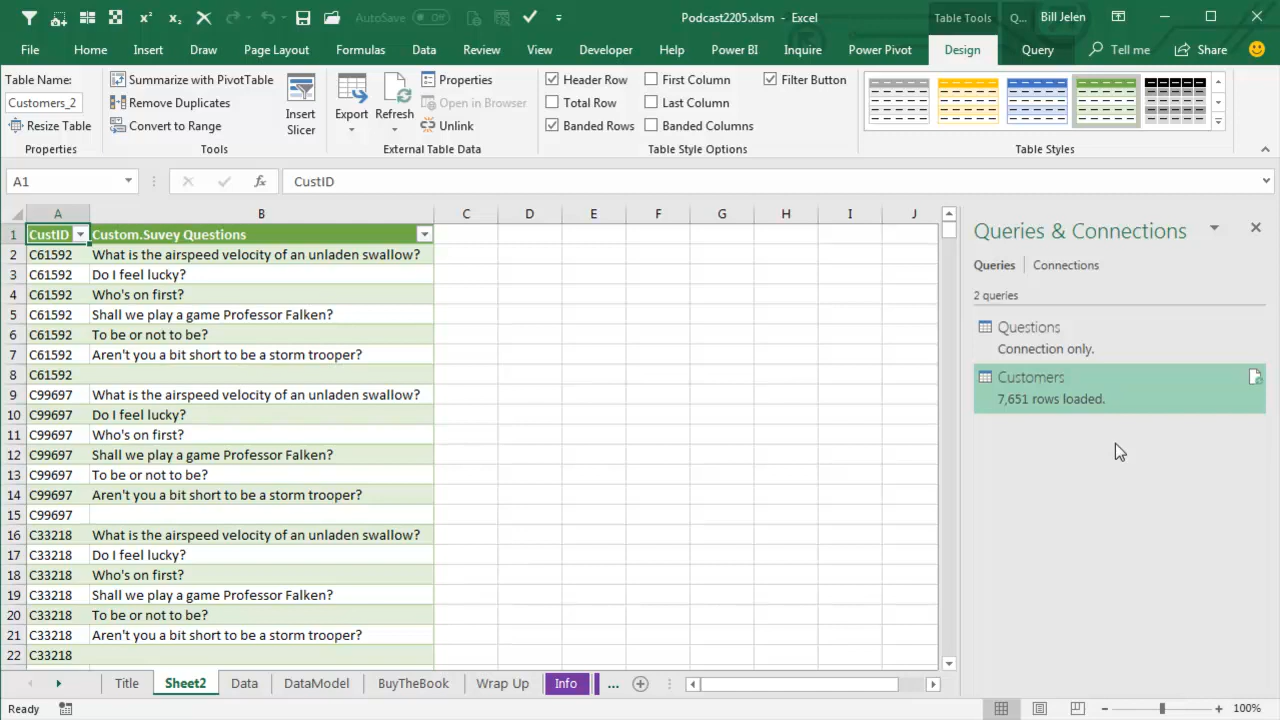 AutoSave Off
Podcast2205.xlsm - Excel
Table Tools
Q...
Bill Jelen
File Home Insert Draw Page Layout Formulas Data Review View Developer Help Power BI Inquire Power Pivot Design Query Tell me Share
Table Name:
Customers_2
Resize Table
Properties
Summarize with PivotTable
Remove Duplicates
Convert to Range
Insert
Slicer
Tools
Export
Refresh
Properties
Open in Browser
Unlink
External Table Data
Header Row
Total Row
Banded Rows
First Column
Last Column
Banded Columns
Filter Button
Table Style Options
Table Styles
A1
fx
CustID
A B C D E F G H I J
1 CustID Custom.Suvey Questions
2 C61592 What is the airspeed velocity of an unladen swallow?
3 C61592 Do I feel lucky?
4 C61592 Who's on first?
5 C61592 Shall we play a game Professor Falken?
6 C61592 To be or not to be?
7 C61592 Aren't you a bit short to be a storm trooper?
8 C61592
9 C99697 What is the airspeed velocity of an unladen swallow?
10 C99697 Do I feel lucky?
11 C99697 Who's on first?
12 C99697 Shall we play a game Professor Falken?
13 C99697 To be or not to be?
14 C99697 Aren't you a bit short to be a storm trooper?
15 C99697
16 C33218 What is the airspeed velocity of an unladen swallow?
17 C33218 Do I feel lucky?
18 C33218 Who's on first?
19 C33218 Shall we play a game Professor Falken?
20 C33218 To be or not to be?
21 C33218 Aren't you a bit short to be a storm trooper?
22 C33218
Queries & Connections
Queries Connections
2 queries
Questions
Connection only.
Customers
7,651 rows loaded.
Title Sheet2 Data DataModel BuyTheBook Wrap Up Info ...
Ready
100%